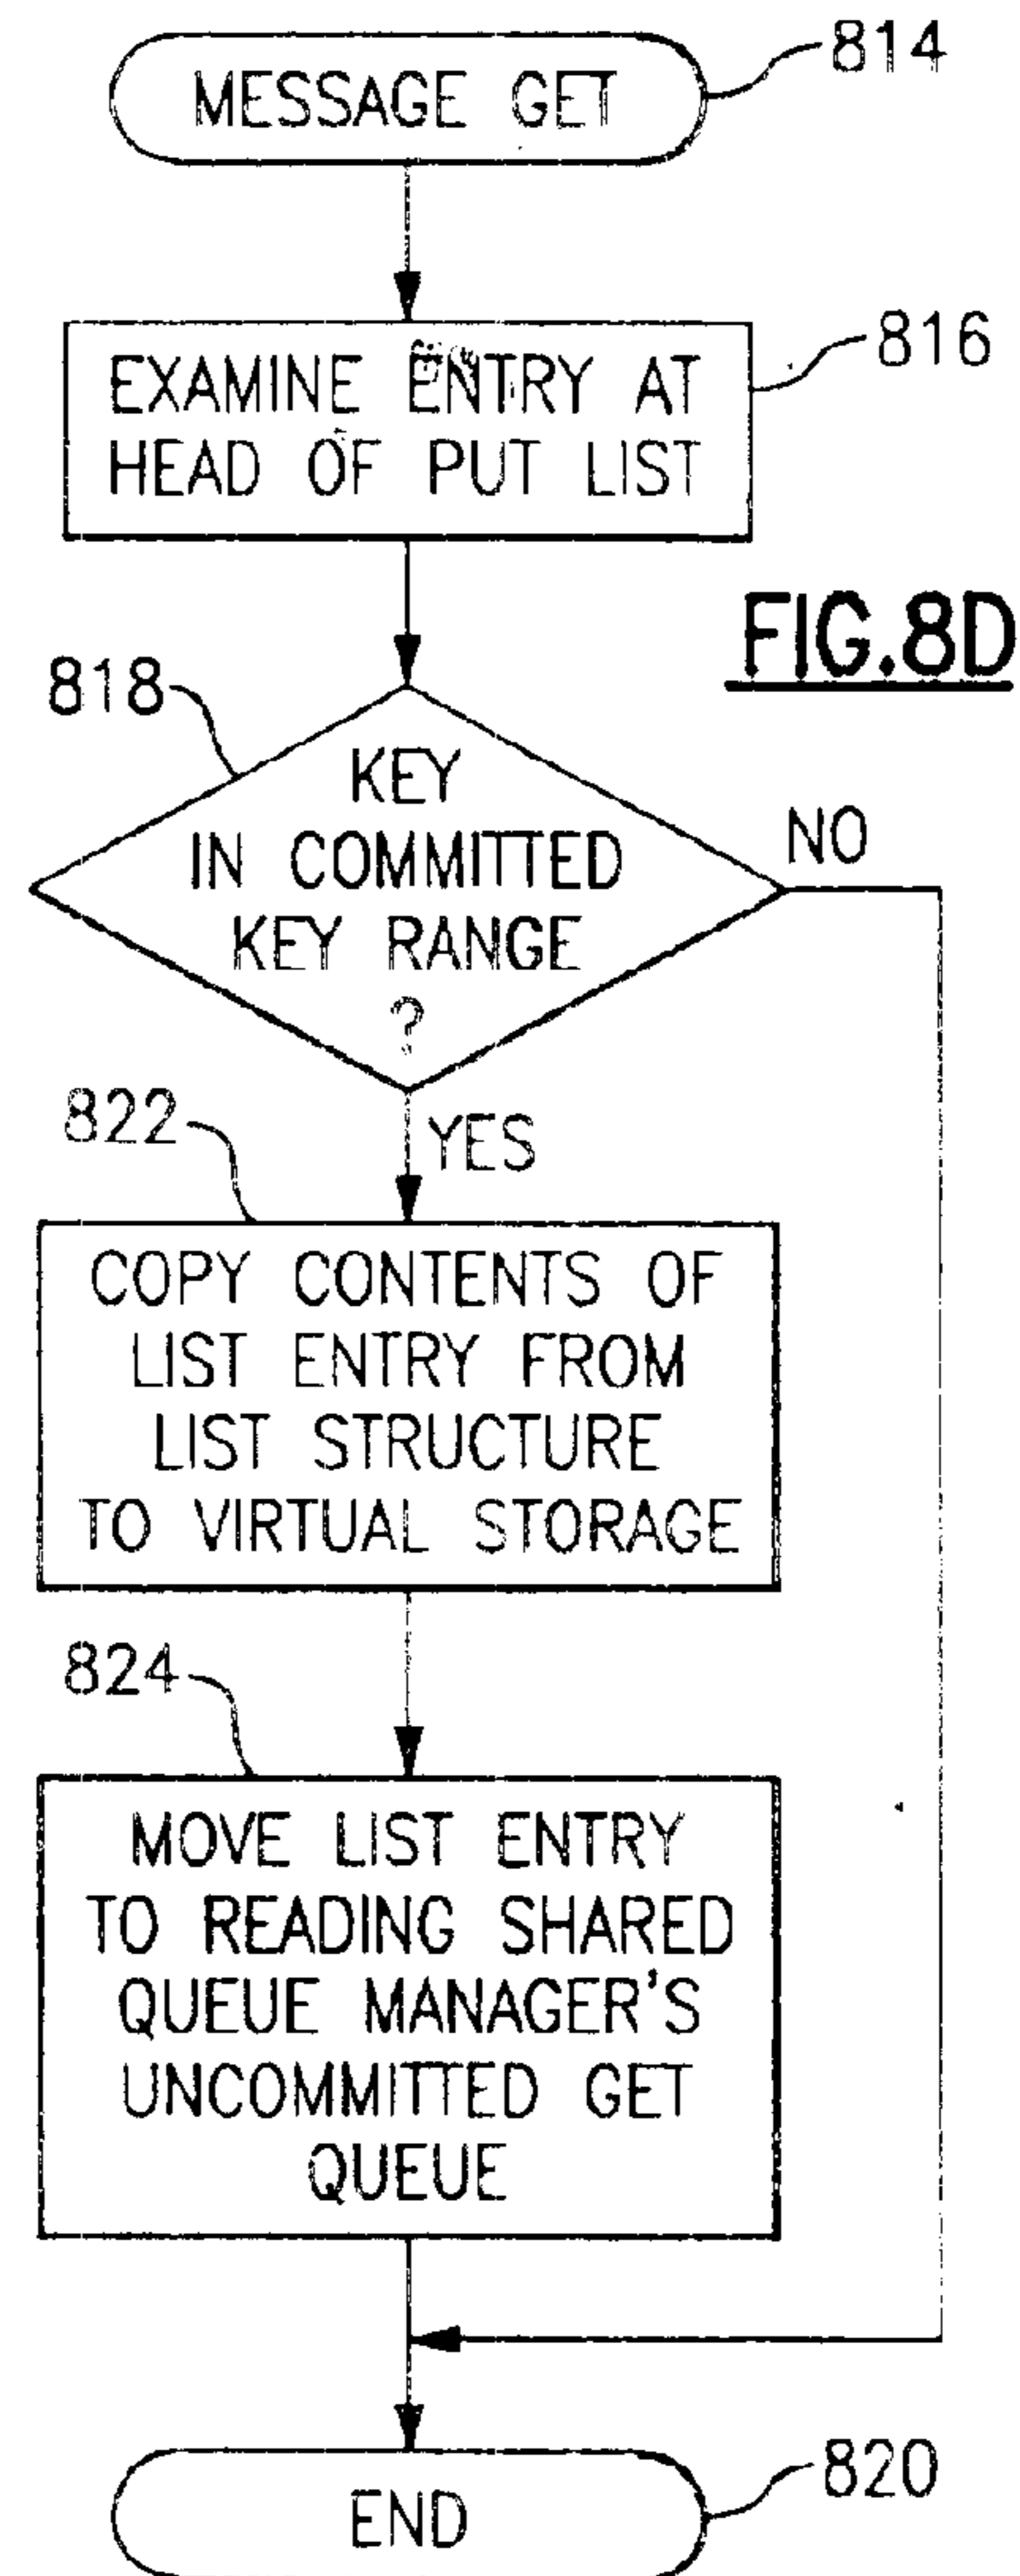 MESSAGE GET
814
EXAMINE ENTRY AT
HEAD OF PUT LIST
816
FIG.8D
818
KEY
IN COMMITTED
KEY RANGE
?
NO
YES
822
COPY CONTENTS OF
LIST ENTRY FROM
LIST STRUCTURE
TO VIRTUAL STORAGE
824
MOVE LIST ENTRY
TO READING SHARED
QUEUE MANAGER'S
UNCOMMITTED GET
QUEUE
END
820